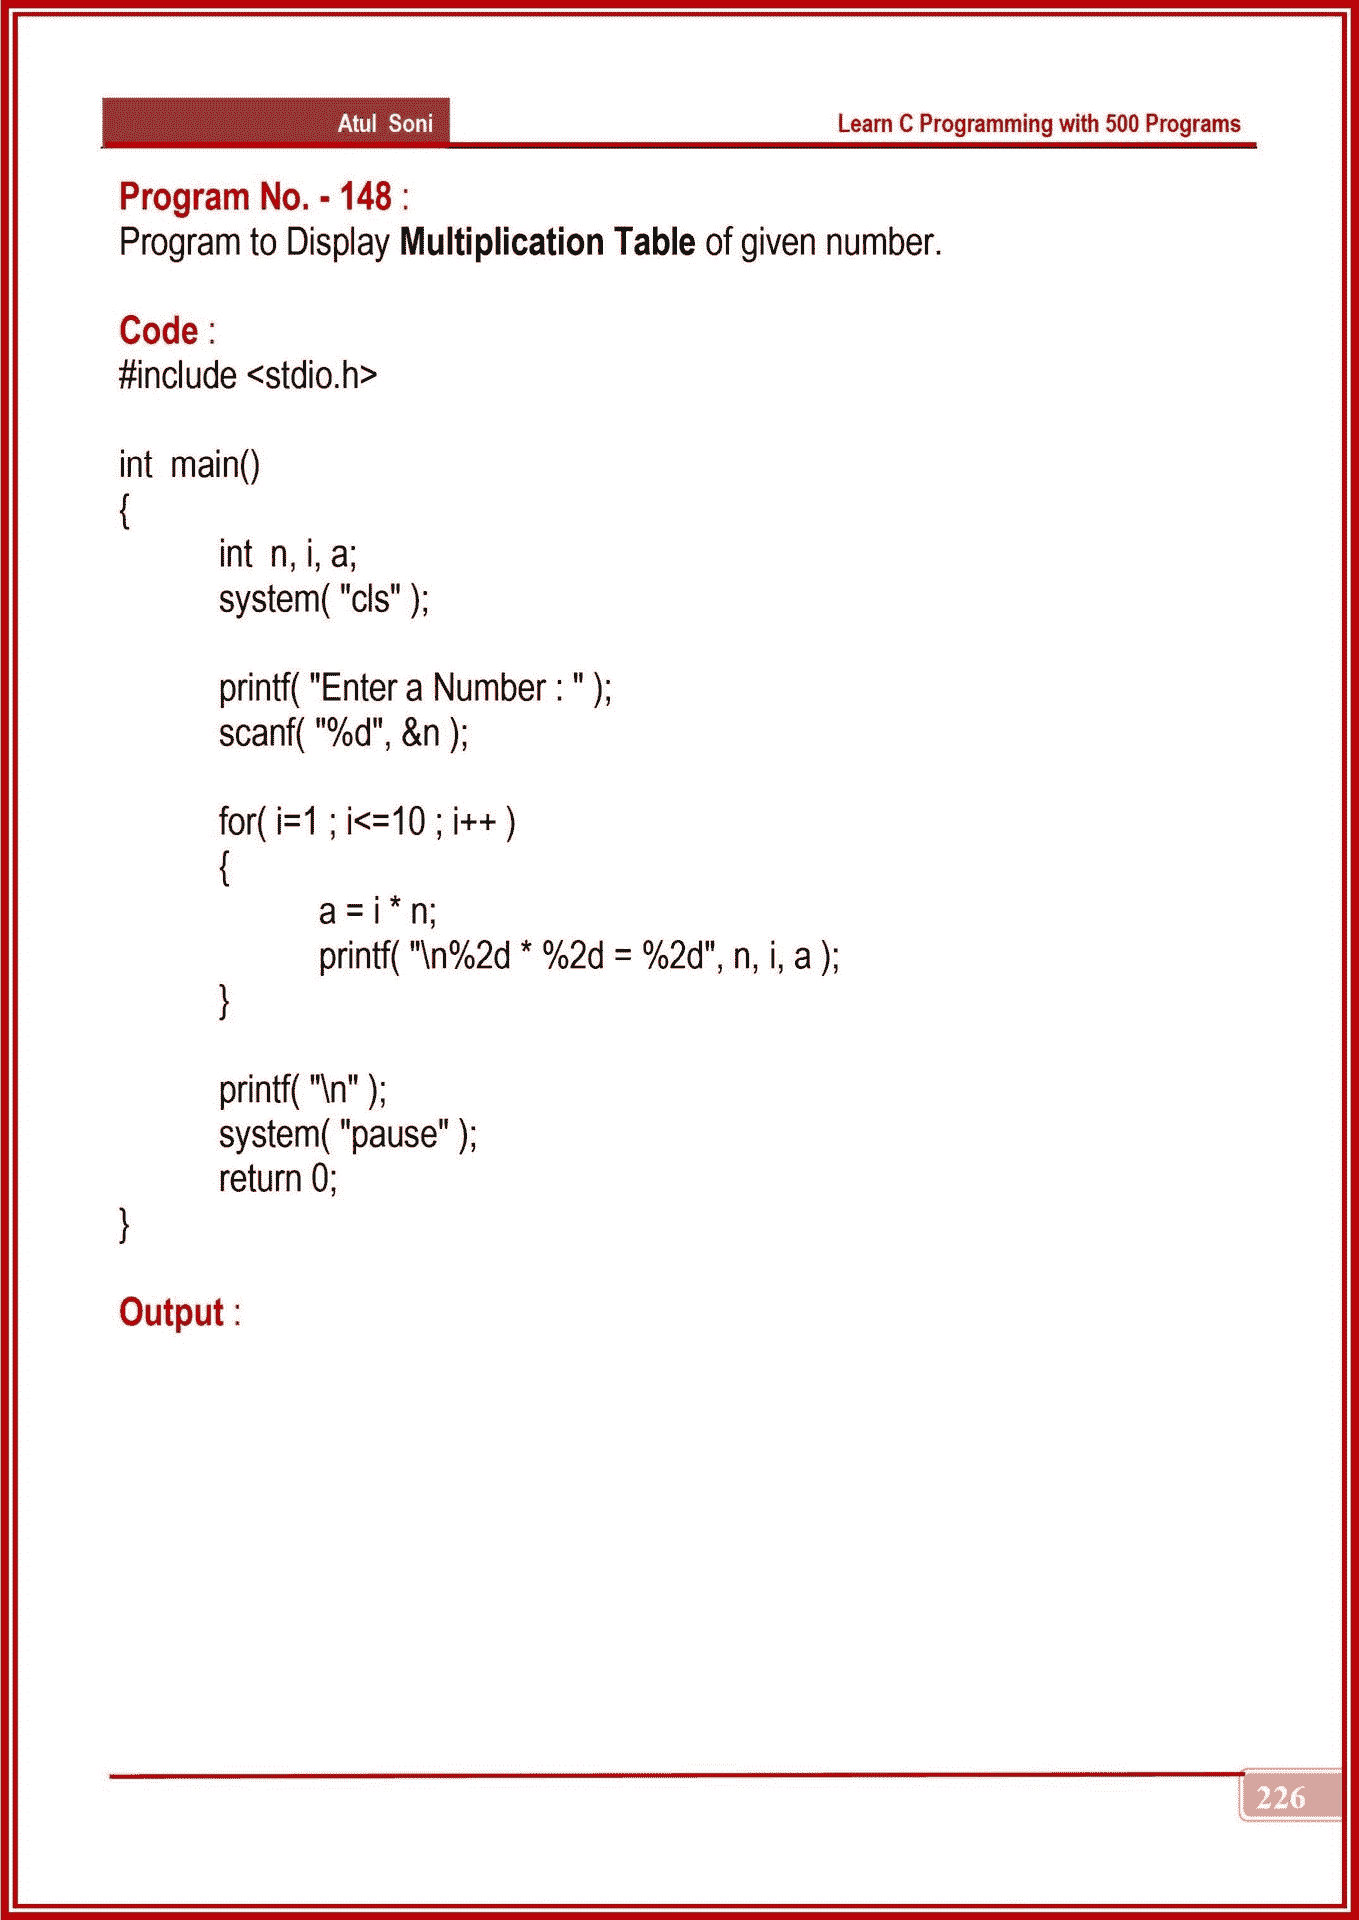 Atul  Soni
Learn C Programming with 500 Programs
Program No. - 148 :
Program to Display Multiplication Table of given number.
Code :
#include <stdio.h>
int  main()
{
int  n, i, a;
system( "cls" );
printf( "Enter a Number : " );
scanf( "%d", &n );
for( i=1 ; i<=10 ; i++ )
{
a = i * n;
printf( "\n%2d * %2d = %2d", n, i, a );
}
printf( "\n" );
system( "pause" );
return 0;
}
Output :
226